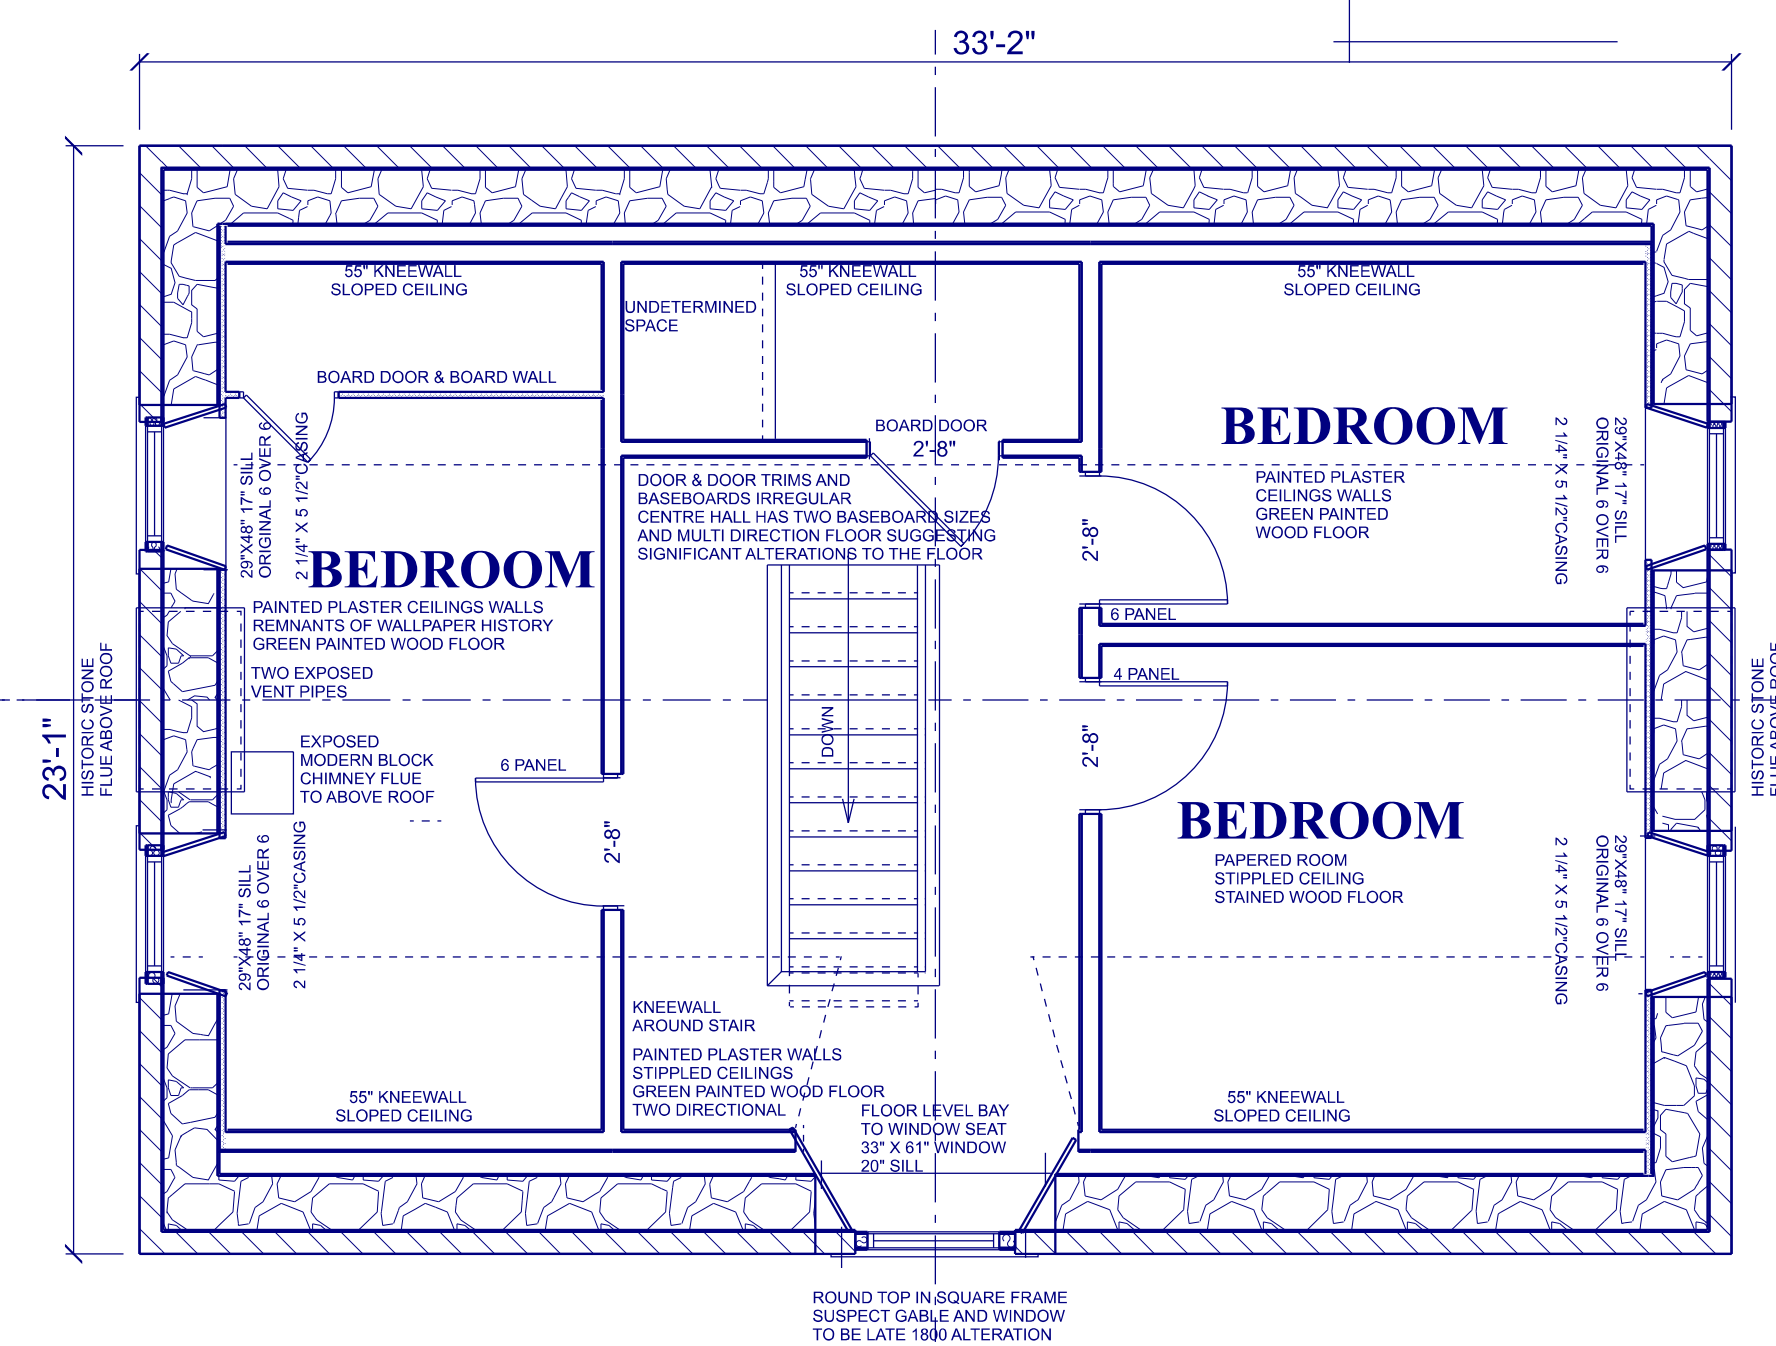 33'-2"
55" KNEEWALL
SLOPED CEILING
55" KNEEWALL
SLOPED CEILING
55" KNEEWALL
SLOPED CEILING
UNDETERMINED
SPACE
BOARD DOOR & BOARD WALL
BOARD DOOR
2'-8"
BEDROOM
PAINTED PLASTER
CEILINGS WALLS
GREEN PAINTED
WOOD FLOOR
29"X48" 17" SILL
ORIGINAL 6 OVER 6
2 1/4" X 5 1/2"CASING
DOOR & DOOR TRIMS AND
BASEBOARDS IRREGULAR
CENTRE HALL HAS TWO BASEBOARD SIZES
AND MULTI DIRECTION FLOOR SUGGESTING
SIGNIFICANT ALTERATIONS TO THE FLOOR
2'-8"
29"X48" 17" SILL
ORIGINAL 6 OVER 6
2 1/4" X 5 1/2"CASING
BEDROOM
PAINTED PLASTER CEILINGS WALLS
REMNANTS OF WALLPAPER HISTORY
GREEN PAINTED WOOD FLOOR
6 PANEL
TWO EXPOSED
VENT PIPES
4 PANEL
HISTORIC STONE
FLUE ABOVE ROOF
23'-1"
DOWN
2'-8"
HISTORIC STONE
FLUE ABOVE ROOF
EXPOSED
MODERN BLOCK
CHIMNEY FLUE
TO ABOVE ROOF
6 PANEL
2'-8"
BEDROOM
PAPERED ROOM
STIPPLED CEILING
STAINED WOOD FLOOR
29"X48" 17" SILL
ORIGINAL 6 OVER 6
2 1/4" X 5 1/2"CASING
29"X48" 17" SILL
ORIGINAL 6 OVER 6
2 1/4" X 5 1/2"CASING
KNEEWALL
AROUND STAIR
PAINTED PLASTER WALLS
STIPPLED CEILINGS
GREEN PAINTED WOOD FLOOR
TWO DIRECTIONAL
55" KNEEWALL
SLOPED CEILING
FLOOR LEVEL BAY
TO WINDOW SEAT
33" X 61" WINDOW
20" SILL
55" KNEEWALL
SLOPED CEILING
ROUND TOP IN SQUARE FRAME
SUSPECT GABLE AND WINDOW
TO BE LATE 1800 ALTERATION